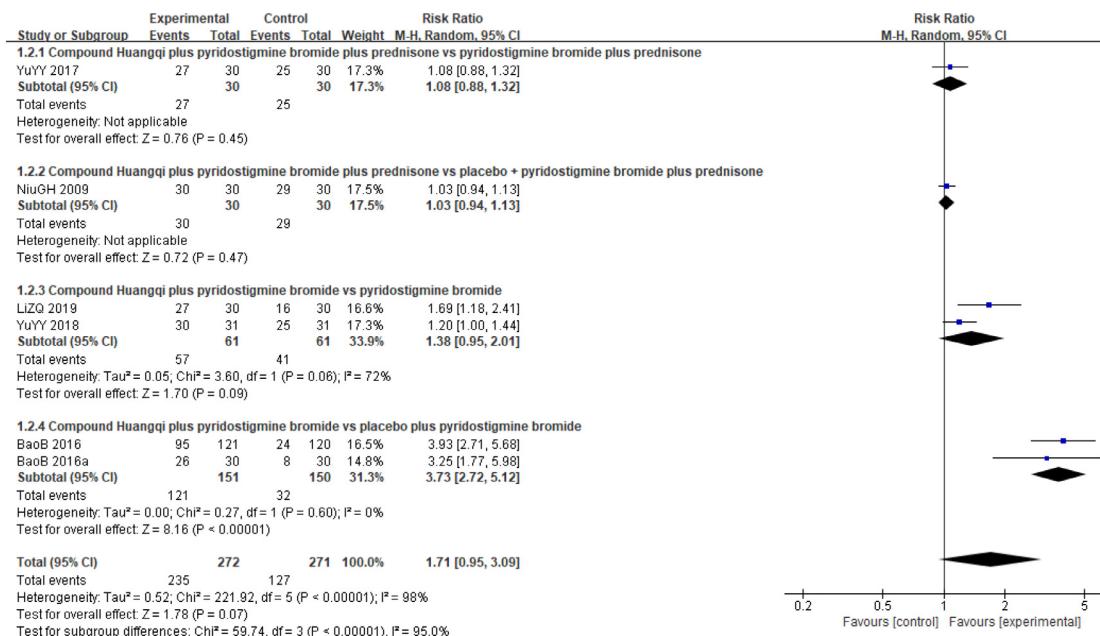 Experimental Control Risk Ratio Risk Ratio
Study or Subgroup Events Total Events Total Weight M-H, Random, 95% CI M-H, Random, 95% CI
1.2.1 Compound Huangqi plus pyridostigmine bromide plus prednisone vs pyridostigmine bromide plus prednisone
YuYY 2017 27 30 25 30 17.3% 1.08 [0.88, 1.32]
Subtotal (95% CI) 30 30 17.3% 1.08 [0.88, 1.32]
Total events 27 25
Heterogeneity: Not applicable
Test for overall effect: Z = 0.76 (P = 0.45)
1.2.2 Compound Huangqi plus pyridostigmine bromide plus prednisone vs placebo + pyridostigmine bromide plus prednisone
NiuGH 2009 30 30 29 30 17.5% 1.03 [0.94, 1.13]
Subtotal (95% CI) 30 30 17.5% 1.03 [0.94, 1.13]
Total events 30 29
Heterogeneity: Not applicable
Test for overall effect: Z = 0.72 (P = 0.47)
1.2.3 Compound Huangqi plus pyridostigmine bromide vs pyridostigmine bromide
LiZQ 2019 27 30 16 30 16.6% 1.69 [1.18, 2.41]
YuYY 2018 30 31 25 31 17.3% 1.20 [1.00, 1.44]
Subtotal (95% CI) 61 61 33.9% 1.38 [0.95, 2.01]
Total events 57 41
Heterogeneity: Tau² = 0.05; Chi² = 3.60, df = 1 (P = 0.06); I² = 72%
Test for overall effect: Z = 1.70 (P = 0.09)
1.2.4 Compound Huangqi plus pyridostigmine bromide vs placebo plus pyridostigmine bromide
BaoB 2016 95 121 24 120 16.5% 3.93 [2.71, 5.68]
BaoB 2016a 26 30 8 30 14.8% 3.25 [1.77, 5.98]
Subtotal (95% CI) 151 150 31.3% 3.73 [2.72, 5.12]
Total events 121 32
Heterogeneity: Tau² = 0.00; Chi² = 0.27, df = 1 (P = 0.60); I² = 0%
Test for overall effect: Z = 8.16 (P < 0.00001)
Total (95% CI) 272 271 100.0% 1.71 [0.95, 3.09]
Total events 235 127
Heterogeneity: Tau² = 0.52; Chi² = 221.92, df = 5 (P < 0.00001); I² = 98%
Test for overall effect: Z = 1.78 (P = 0.07)
Test for subgroup differences: Chi² = 59.74, df = 3 (P < 0.00001), I² = 95.0%
0.2 0.5 1 2 5
Favours [control] Favours [experimental]